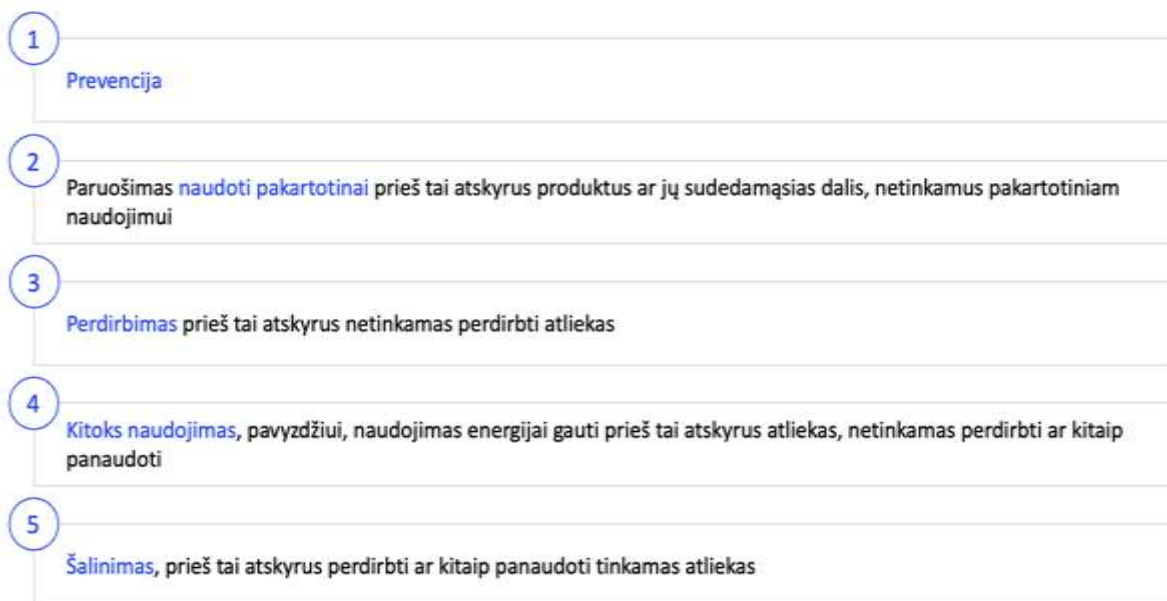 1
Prevencija
2
Paruošimas naudoti pakartotinai prieš tai atskyrus produktus ar jų sudedamąsias dalis, netinkamus pakartotiniam
naudojimui
3
Perdirbimas prieš tai atskyrus netinkamas perdirbti atliekas
4
Kitoks naudojimas, pavyzdžiui, naudojimas energijai gauti prieš tai atskyrus atliekas, netinkamas perdirbti ar kitaip
panaudoti
5
Šalinimas, prieš tai atskyrus perdirbti ar kitaip panaudoti tinkamas atliekas